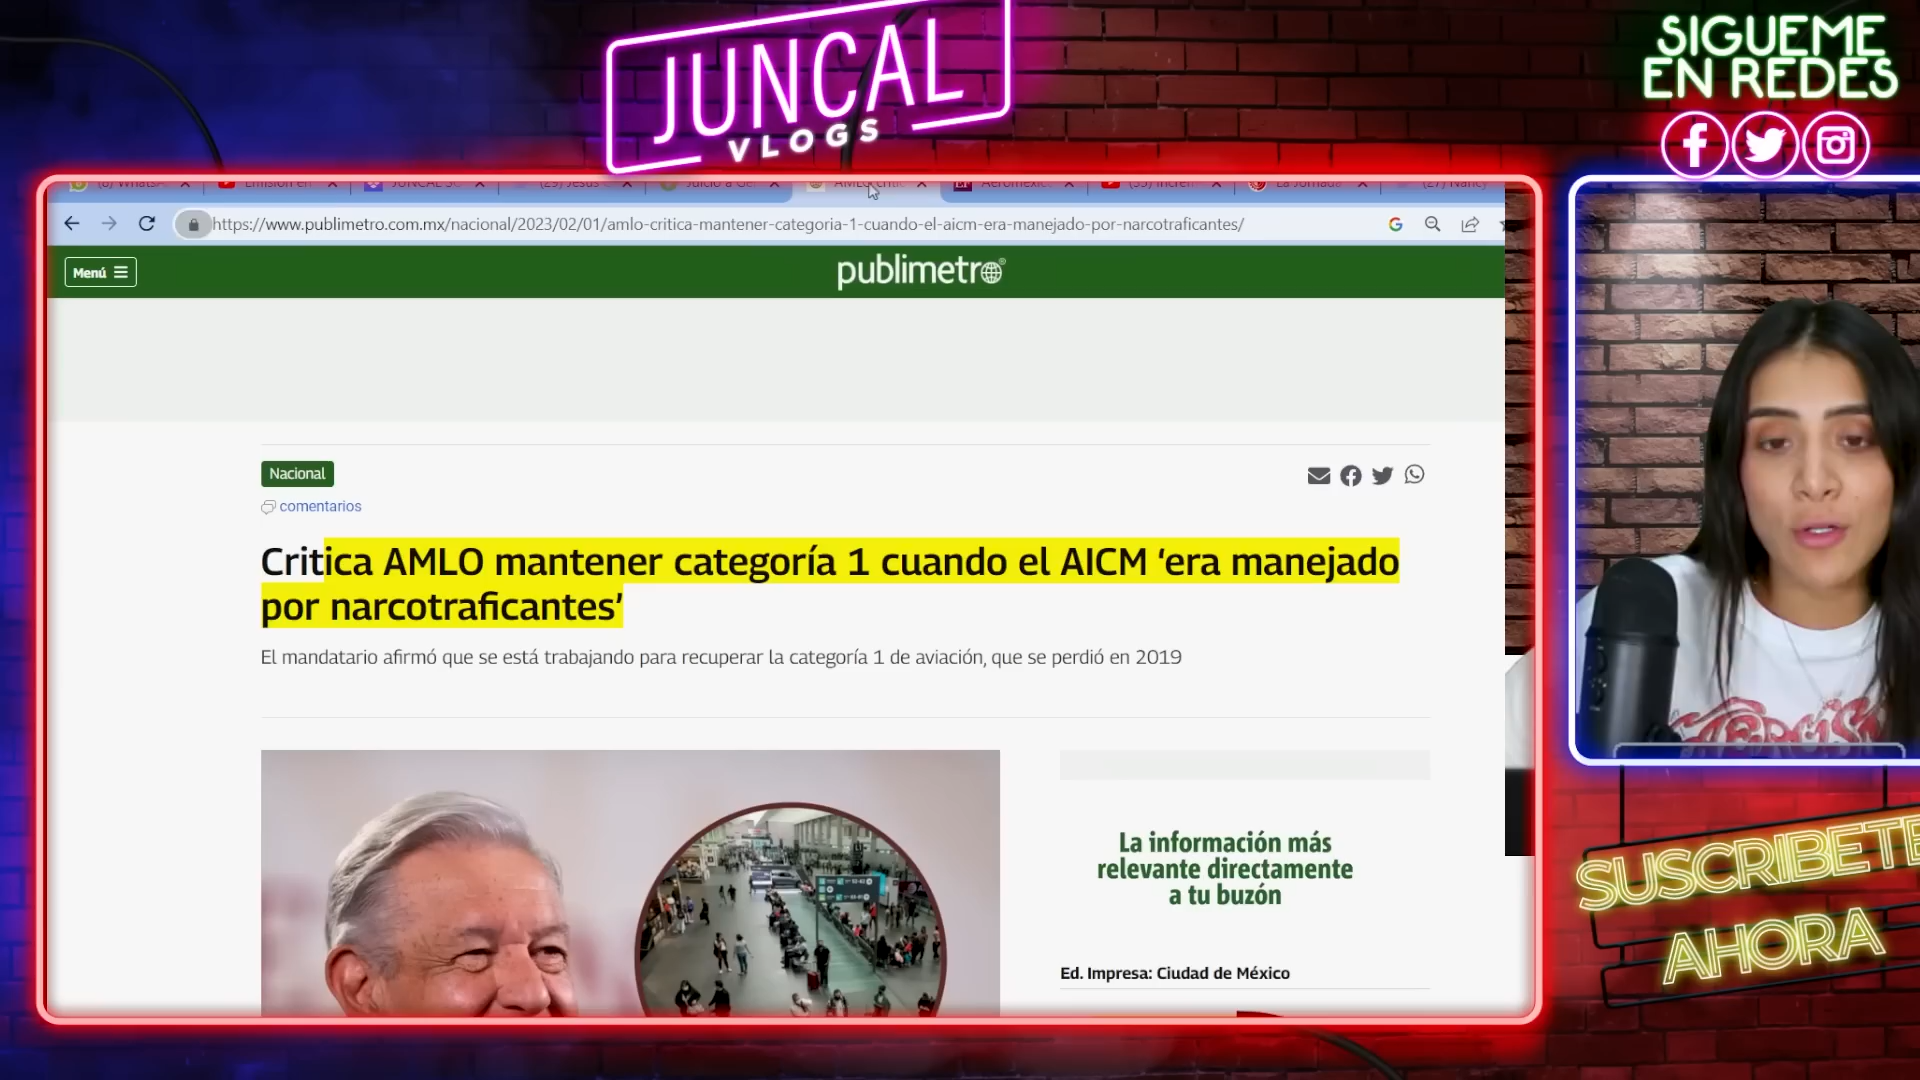 JUNCAL
VLOGS
SIGUEME
EN REDES
https://www.publimetro.com.mx/nacional/2023/02/01/amlo-critica-mantener-categoria-1-cuando-el-aicm-era-manejado-por-narcotraficantes/
Menú
publimetro
Nacional
comentarios
Critica AMLO mantener categoría 1 cuando el AICM ‘era manejado
por narcotraficantes’
El mandatario afirmó que se está trabajando para recuperar la categoría 1 de aviación, que se perdió en 2019
La información más
relevante directamente
a tu buzón
Ed. Impresa: Ciudad de México
SUSCRIBETE
AHORA